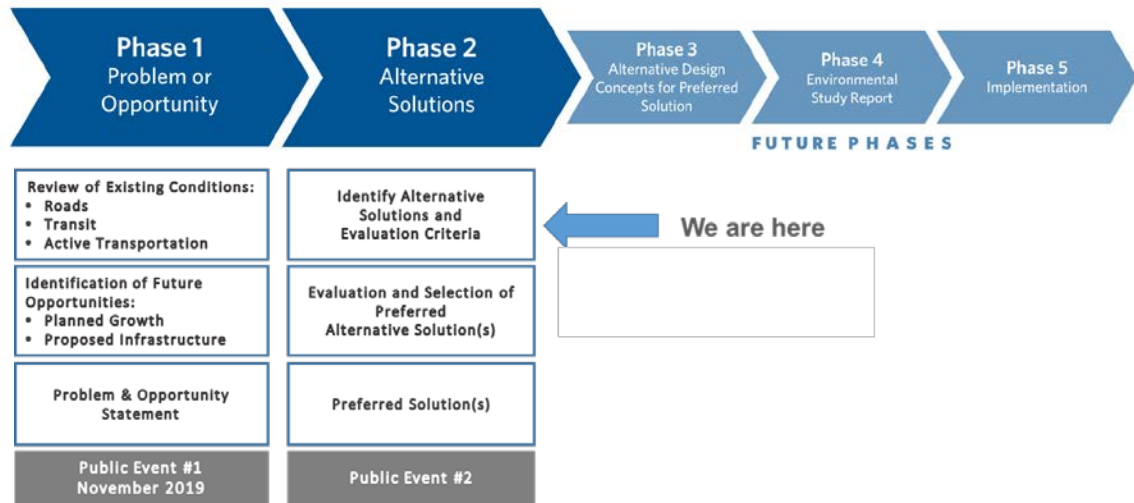 Phase 1
Problem or
Opportunity
Phase 2
Alternative
Solutions
Phase 3
Alternative Design
Concepts for Preferred
Solution
Phase 4
Environmental
Study Report
Phase 5
Implementation
FUTURE PHASES
Review of Existing Conditions:
• Roads
• Transit
• Active Transportation
Identification of Future
Opportunities:
• Planned Growth
• Proposed Infrastructure
Problem & Opportunity
Statement
Public Event #1
November 2019
Identify Alternative
Solutions and
Evaluation Criteria
Evaluation and Selection of
Preferred
Alternative Solution(s)
Preferred Solution(s)
Public Event #2
We are here